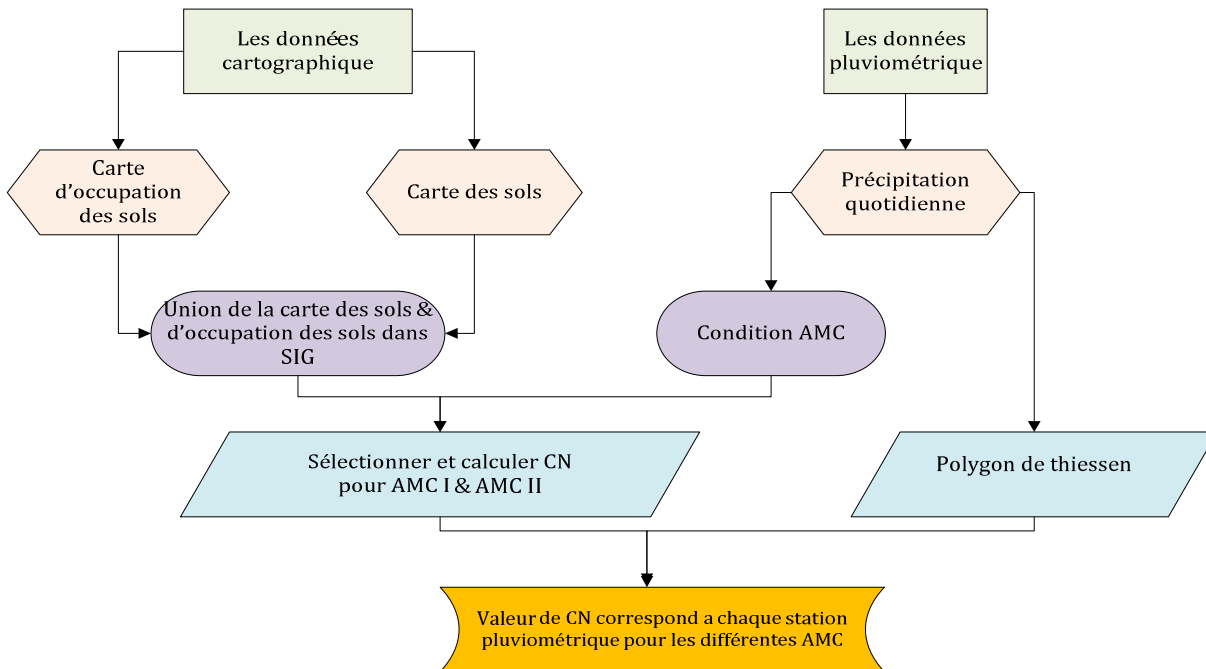 Les données
cartographique
Les données
pluviométrique
Carte
d’occupation
des sols
Carte des sols
Précipitation
quotidienne
Union de la carte des sols &
d’occupation des sols dans
SIG
Condition AMC
Sélectionner et calculer CN
pour AMC I & AMC II
Polygon de thiessen
Valeur de CN correspond a chaque station
pluviométrique pour les différentes AMC